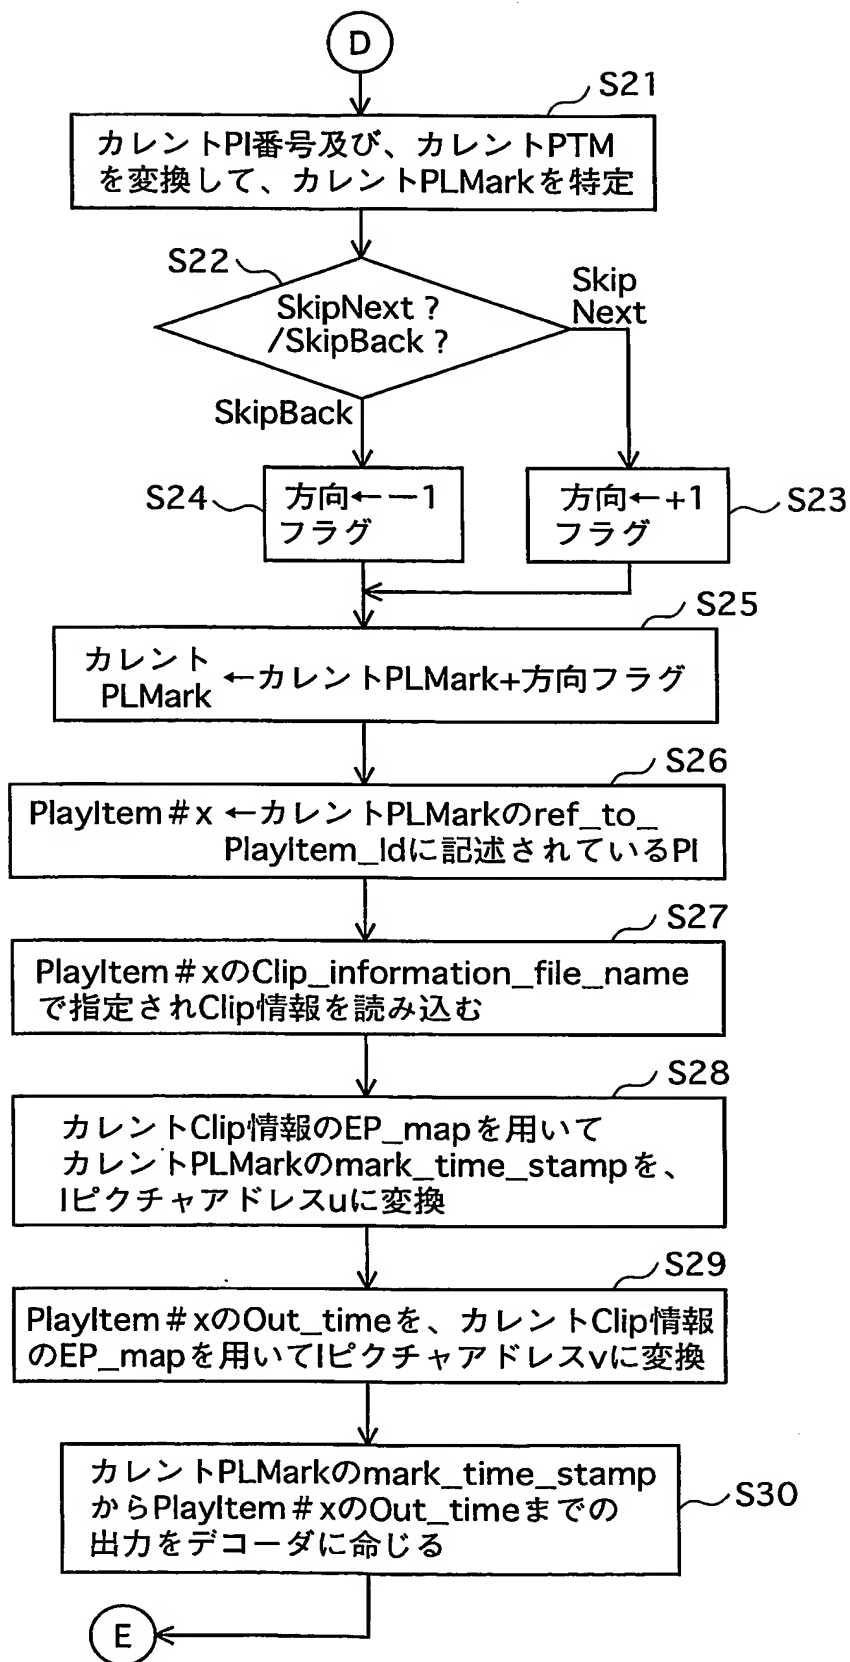 D
S21
カレントPI番号及び、カレントPTM
を変換して、カレントPLMarkを特定
S22
SkipNext ?
/SkipBack ?
Skip
Next
SkipBack
S24
方向←−1
フラグ
方向←+1
フラグ
S23
S25
カレント
PLMark
←カレントPLMark+方向フラグ
S26
PlayItem#x ←カレントPLMarkのref_to_
PlayItem_Idに記述されているPI
S27
PlayItem#xのClip_information_file_name
で指定されClip情報を読み込む
S28
カレントClip情報のEP_mapを用いて
カレントPLMarkのmark_time_stampを、
Iピクチャアドレスuに変換
S29
PlayItem#xのOut_timeを、カレントClip情報
のEP_mapを用いてIピクチャアドレスvに変換
S30
カレントPLMarkのmark_time_stamp
からPlayItem#xのOut_timeまでの
出力をデコーダに命じる
E